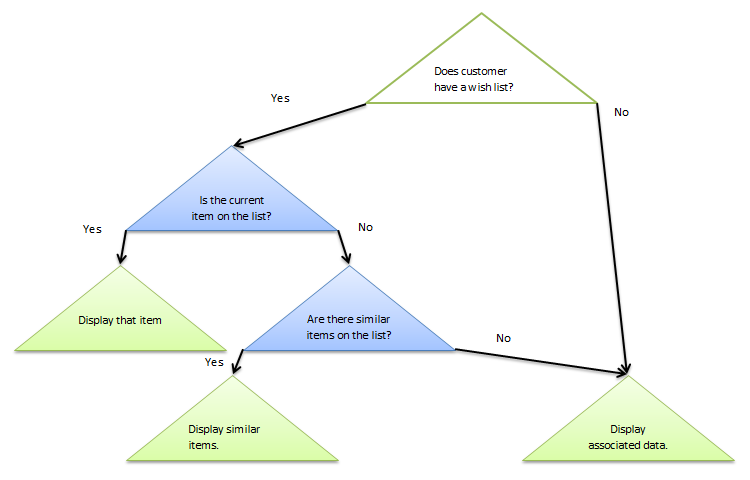 Does customer
have a wish list?
Yes
No
Is the current
item on the list?
Yes
No
Display that item
Are there similar
items on the list?
Yes
No
Display similar
items.
Display
associated data.